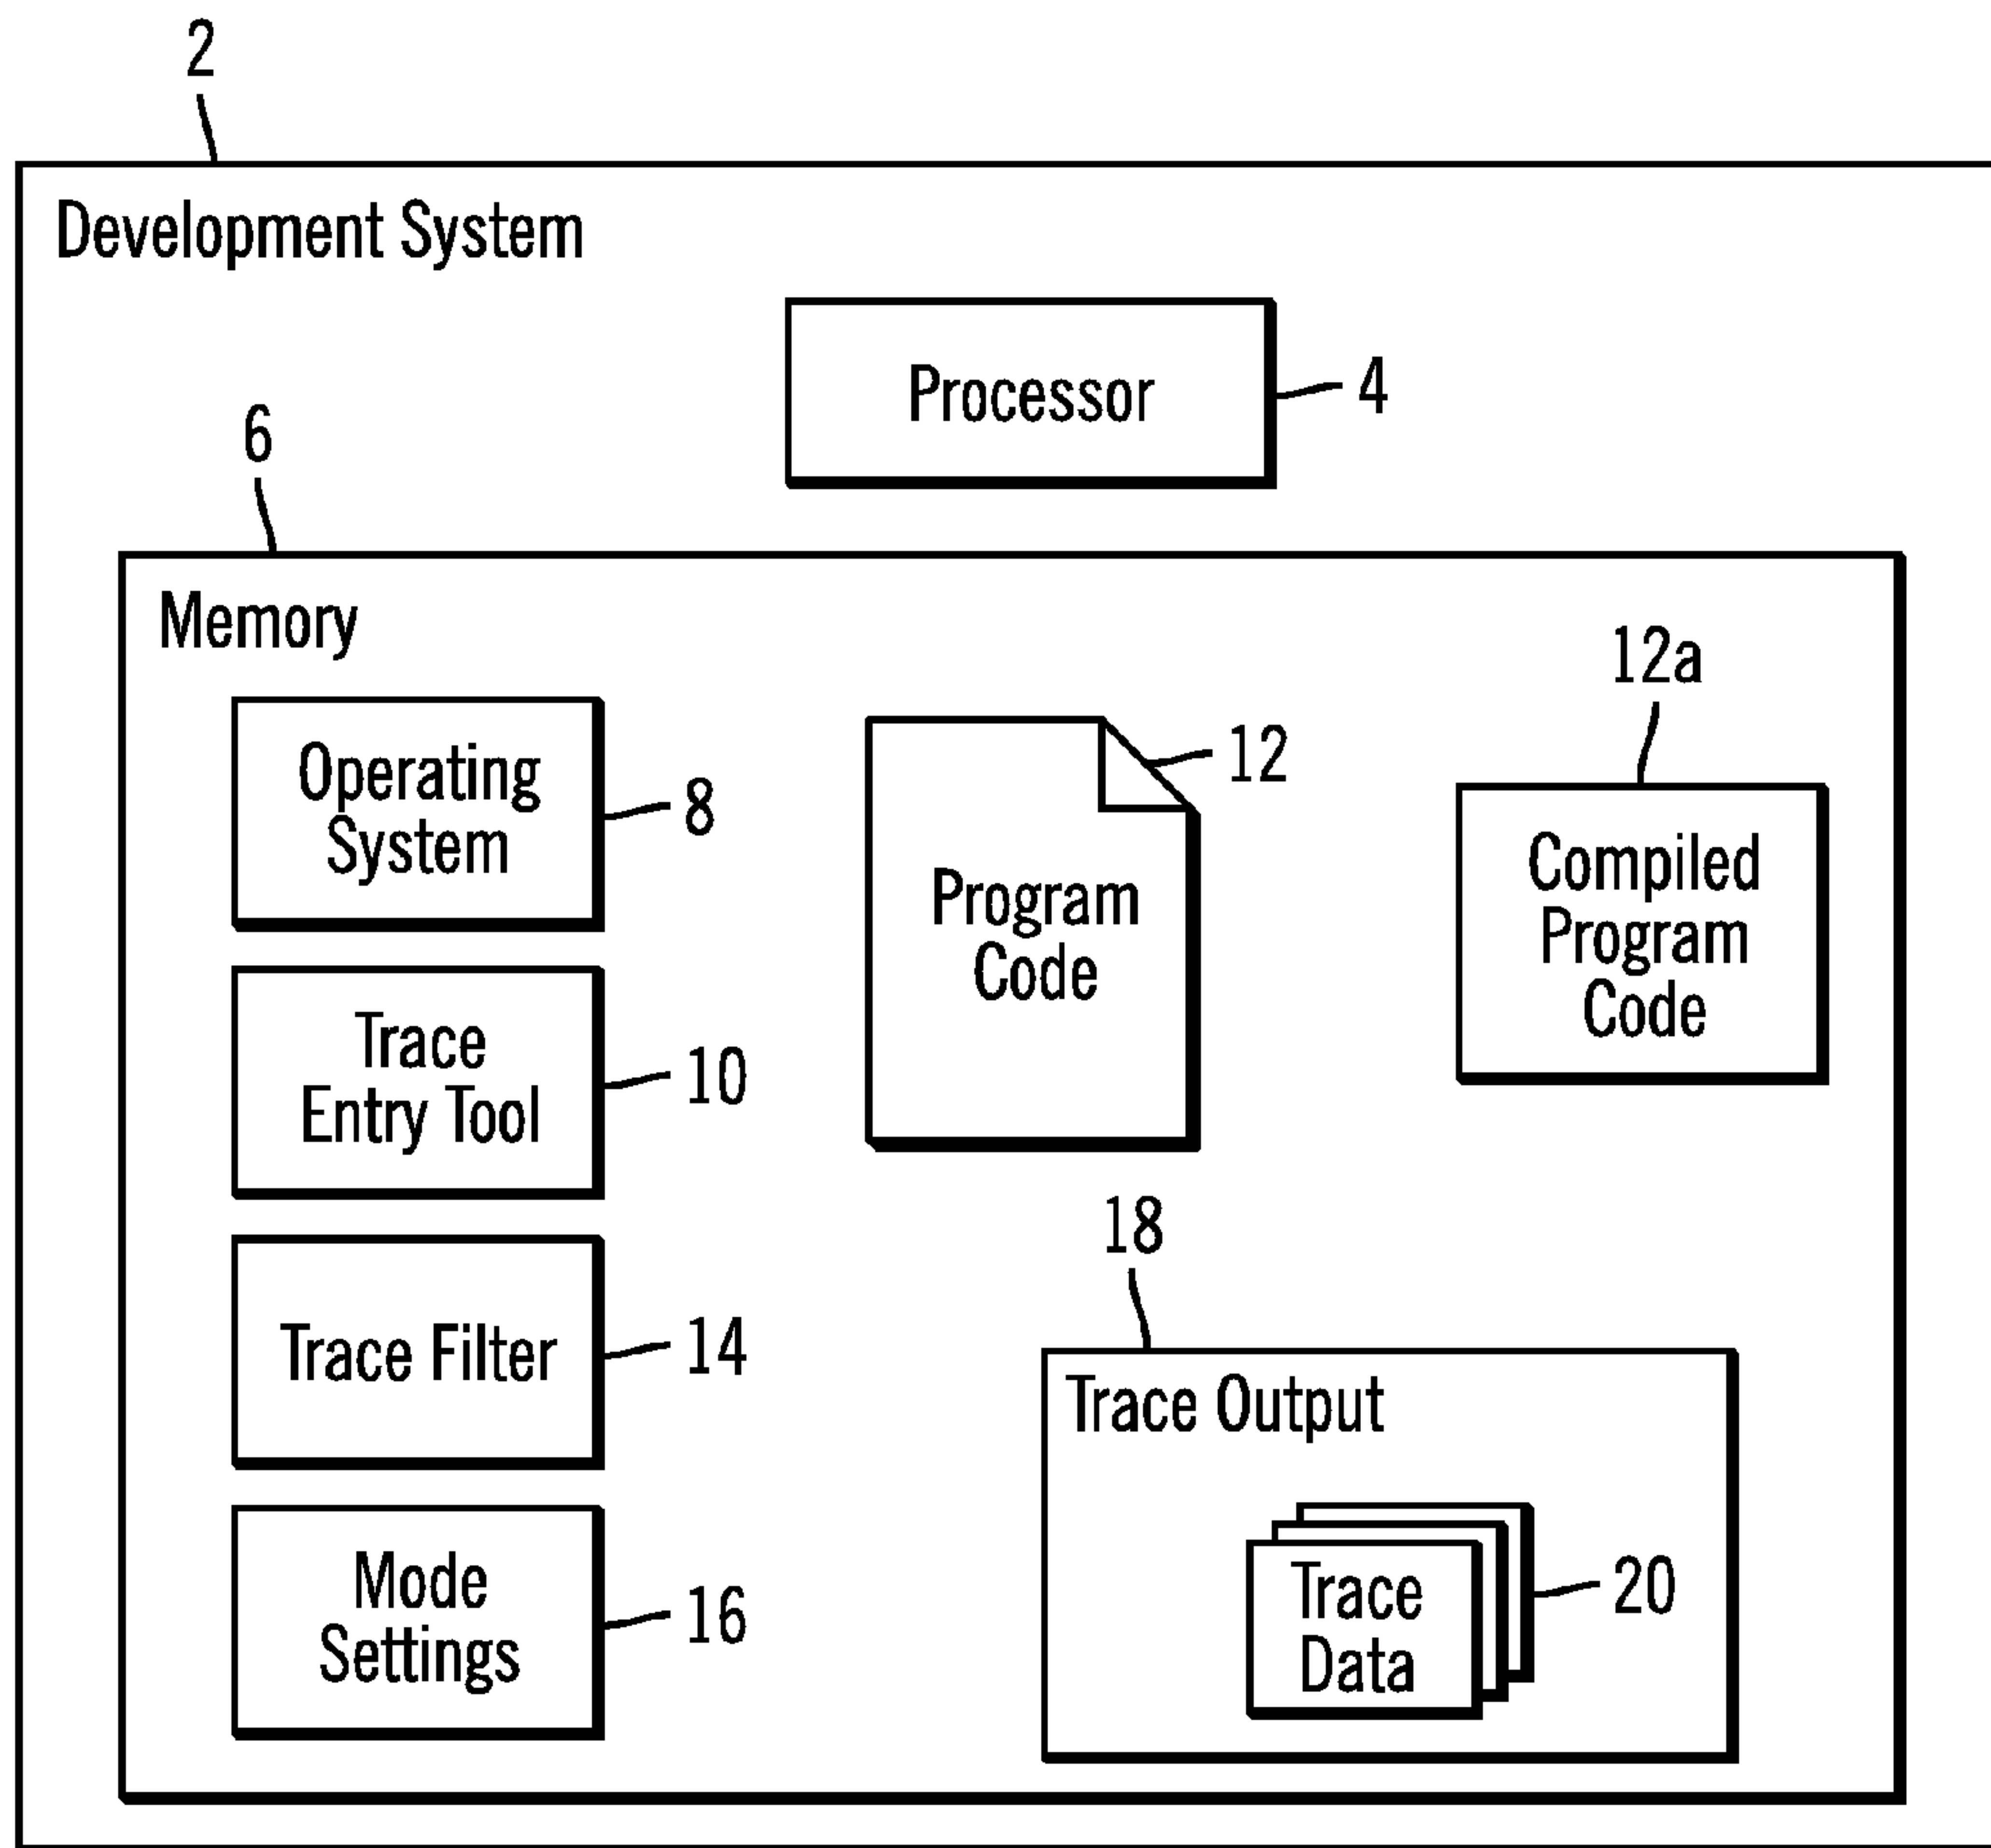 2
Development System
Processor
4
6
Memory
Operating
System
8
12
12a
Program
Code
Compiled
Program
Code
Trace
Entry Tool
10
Trace Filter
14
18
Trace Output
Mode
Settings
16
Trace
Data
20